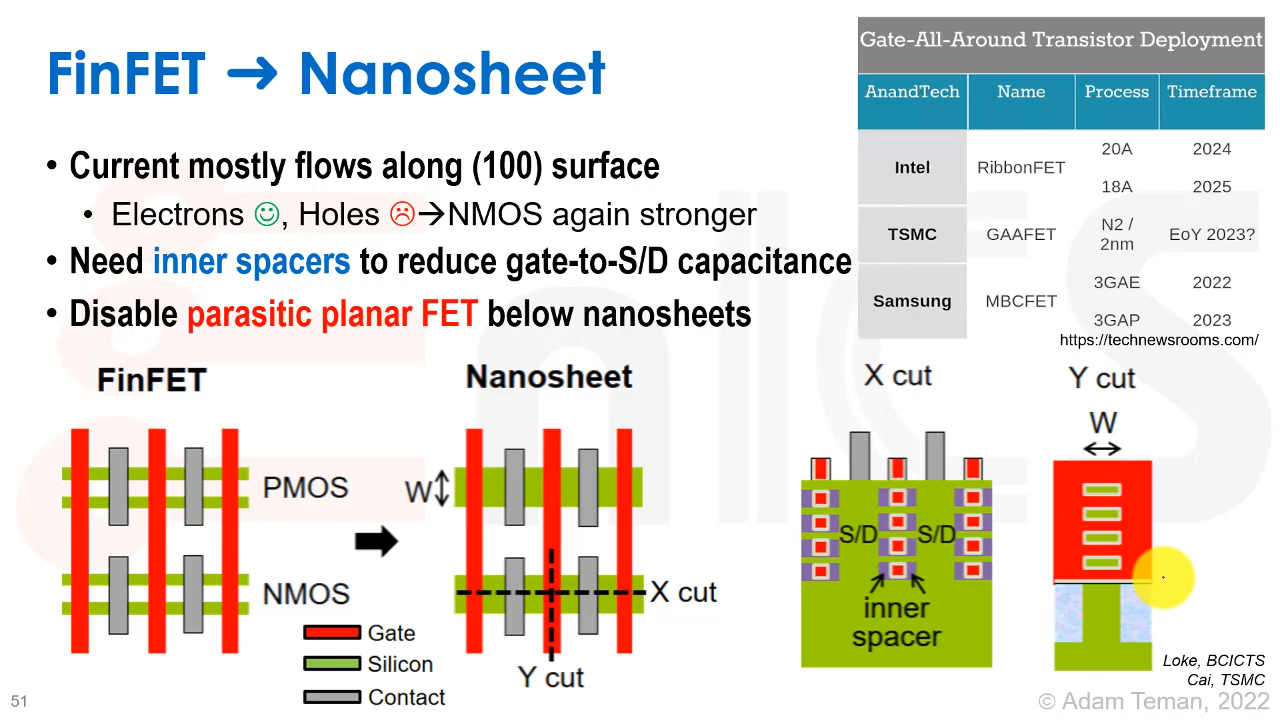 FinFET → Nanosheet
• Current mostly flows along (100) surface
• Electrons ☺, Holes ☹→NMOS again stronger
• Need inner spacers to reduce gate-to-S/D capacitance
• Disable parasitic planar FET below nanosheets
Gate-All-Around Transistor Deployment
AnandTech Name Process Timeframe
Intel RibbonFET 20A 2024
18A 2025
TSMC GAAFET N2 / 2nm EoY 2023?
Samsung MBCFET 3GAE 2022
3GAP 2023
https://technewsrooms.com/
FinFET
PMOS
NMOS
Gate
Silicon
Contact
Nanosheet
W
X cut
Y cut
X cut
S/D S/D
inner
spacer
Y cut
W
Loke, BCICTS
Cai, TSMC
51
© Adam Teman, 2022